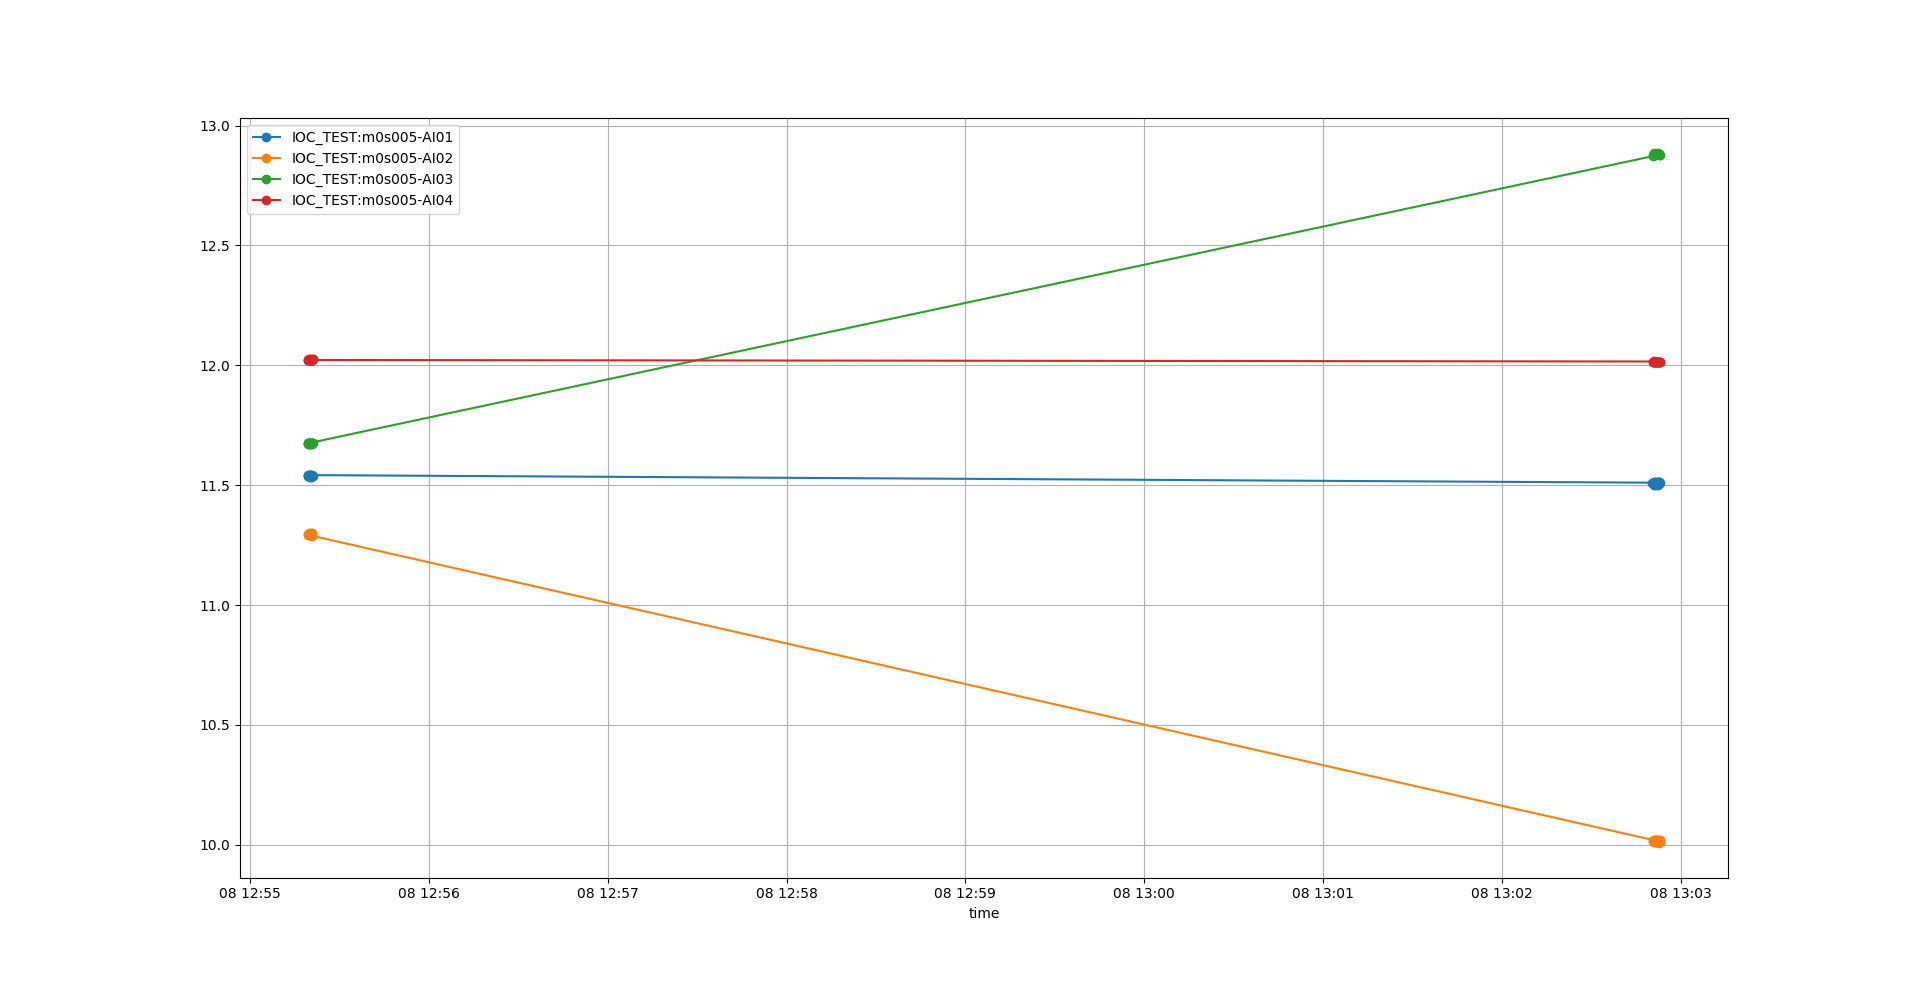 13.0
12.5
12.0
11.5
11.0
10.5
10.0
IOC_TEST:m0s005-AI01
IOC_TEST:m0s005-AI02
IOC_TEST:m0s005-AI03
IOC_TEST:m0s005-AI04
08 12:55 08 12:56 08 12:57 08 12:58 08 12:59 08 13:00 08 13:01 08 13:02 08 13:03
time